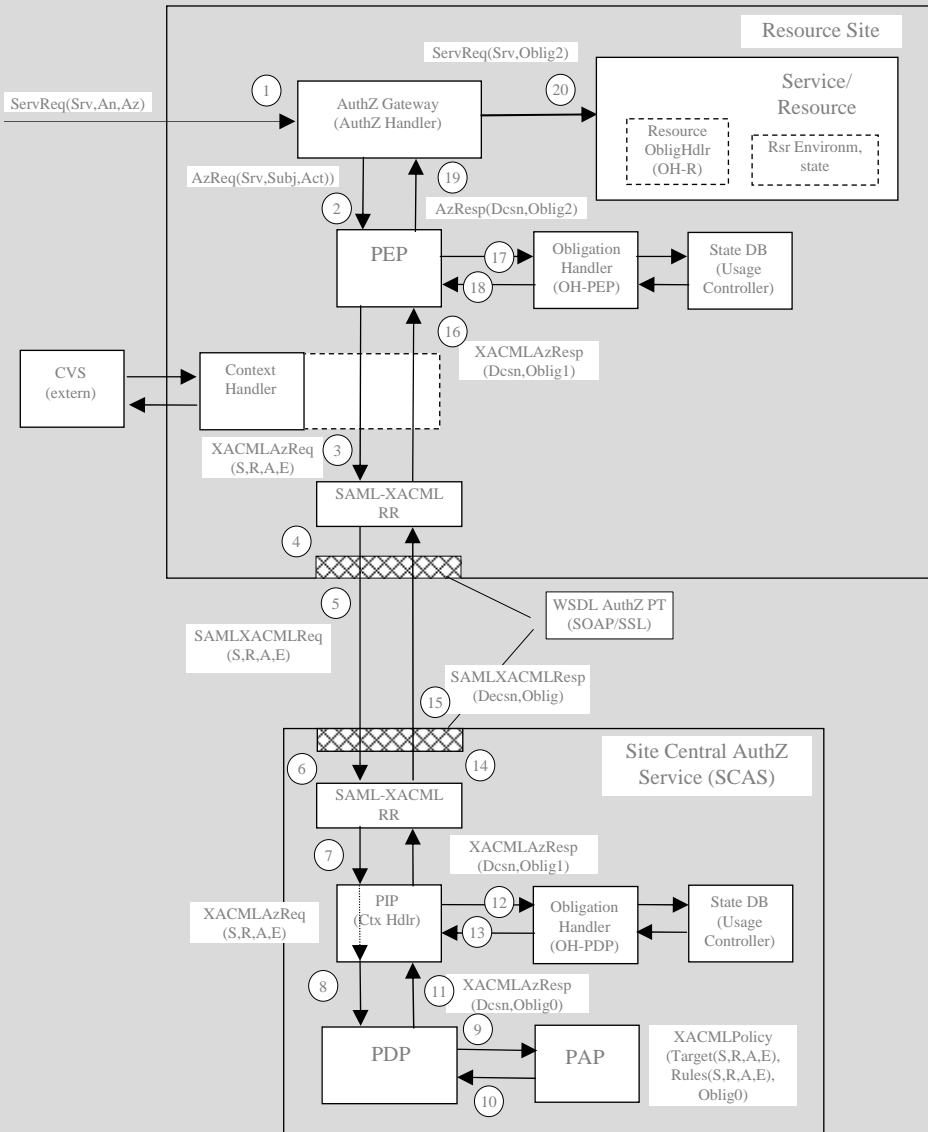 Resource Site
ServReq(Srv,Oblig2)
1
20
ServReq(Srv,An,Az)
AuthZ Gateway
(AuthZ Handler)
Service/
Resource
Resource
ObligHdlr
(OH-R)
Rsr Environm,
state
AzReq(Srv,Subj,Act))
19
2
AzResp(Dcsn,Oblig2)
PEP
17
18
Obligation
Handler
(OH-PEP)
State DB
(Usage
Controller)
16
XACMLAzResp
(Dcsn,Oblig1)
CVS
(extern)
Context
Handler
XACMLAzReq
(S,R,A,E)
3
SAML-XACML
RR
4
5
WSDL AuthZ PT
(SOAP/SSL)
SAMLXACMLReq
(S,R,A,E)
SAMLXACMLResp
(Decsn,Oblig)
15
Site Central AuthZ
Service (SCAS)
6
14
SAML-XACML
RR
7
XACMLAzResp
(Dcsn,Oblig1)
XACMLAzReq
(S,R,A,E)
PIP
(Ctx Hdlr)
12
13
Obligation
Handler
(OH-PDP)
State DB
(Usage
Controller)
8
11
XACMLAzResp
(Dcsn,Oblig0)
9
PDP
PAP
10
XACMLPolicy
(Target(S,R,A,E),
Rules(S,R,A,E),
Oblig0)